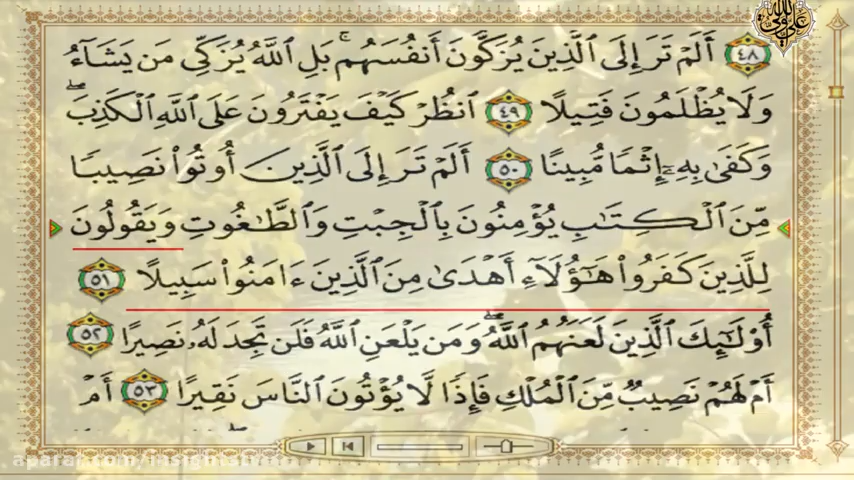 ﴿٤٨﴾ أَلَمْ تَرَ إِلَى ٱلَّذِينَ يُزَكُّونَ أَنفُسَهُم ۚ بَلِ ٱللَّهُ يُزَكِّى مَن يَشَآءُ
وَلَا يُظْلَمُونَ فَتِيلًا ﴿٤٩﴾ ٱنظُرْ كَيْفَ يَفْتَرُونَ عَلَى ٱللَّهِ ٱلْكَذِبَ ۖ
وَكَفَىٰ بِهِۦٓ إِثْمًا مُّبِينًا ﴿٥٠﴾ أَلَمْ تَرَ إِلَى ٱلَّذِينَ أُوتُوا۟ نَصِيبًا
مِّنَ ٱلْكِتَـٰبِ يُؤْمِنُونَ بِٱلْجِبْتِ وَٱلطَّـٰغُوتِ وَيَقُولُونَ
لِلَّذِينَ كَفَرُوا۟ هَـٰٓؤُلَآءِ أَهْدَىٰ مِنَ ٱلَّذِينَ ءَامَنُوا۟ سَبِيلًا ﴿٥١﴾
أُو۟لَـٰٓئِكَ ٱلَّذِينَ لَعَنَهُمُ ٱللَّهُ ۖ وَمَن يَلْعَنِ ٱللَّهُ فَلَن تَجِدَ لَهُۥ نَصِيرًا ﴿٥٢﴾
أَمْ لَهُمْ نَصِيبٌ مِّنَ ٱلْمُلْكِ فَإِذًا لَّا يُؤْتُونَ ٱلنَّاسَ نَقِيرًا ﴿٥٣﴾ أَمْ